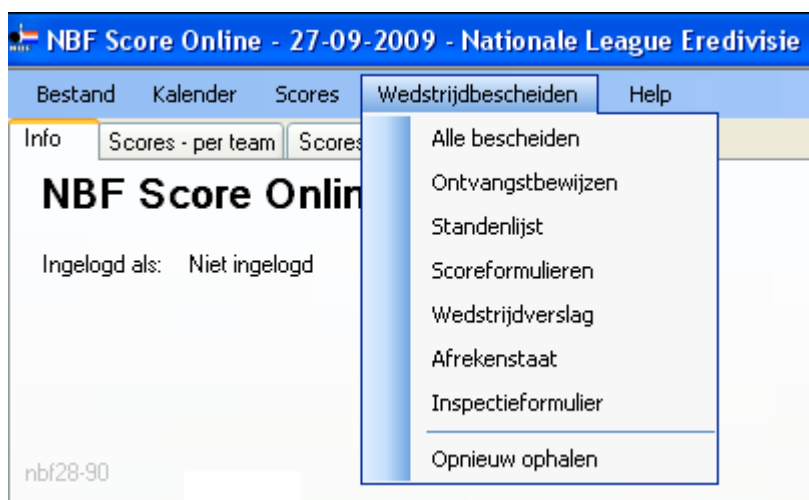 NBF Score Online - 27-09-2009 - Nationale League Eredivisie
Bestand Kalender Scores Wedstrijdbescheiden Help
Info Scores - per team Scores
NBF Score Onlin
Ingelogd als: Niet ingelogd
Alle bescheiden
Ontvangstbewijzen
Standenlijst
Scoreformulieren
Wedstrijdverslag
Afrekenstaat
Inspectieformulier
Opnieuw ophalen
nbf28-90